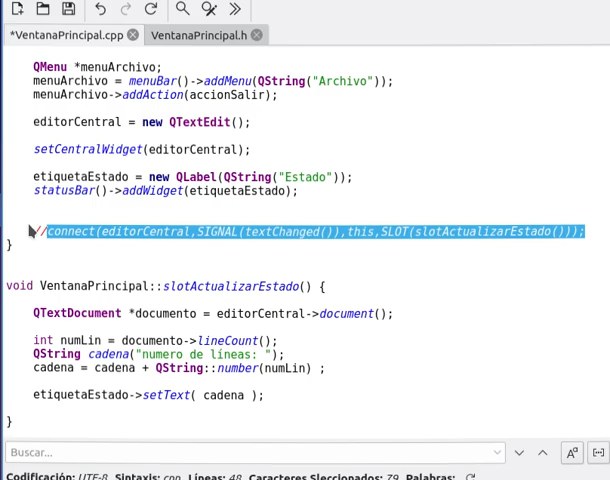 *VentanaPrincipal.cpp VentanaPrincipal.h
QMenu *menuArchivo;
menuArchivo = menuBar()->addMenu(QString("Archivo"));
menuArchivo->addAction(accionSalir);
editorCentral = new QTextEdit();
setCentralWidget(editorCentral);
etiquetaEstado = new QLabel(QString("Estado"));
statusBar()->addWidget(etiquetaEstado);
//connect(editorCentral,SIGNAL(textChanged()),this,SLOT(slotActualizarEstado()));
}
void VentanaPrincipal::slotActualizarEstado() {
QTextDocument *documento = editorCentral->document();
int numLin = documento->lineCount();
QString cadena("numero de líneas: ");
cadena = cadena + QString::number(numLin) ;
etiquetaEstado->setText( cadena );
}
Buscar...
Codificación: UTF-8 Sintaxis: cpp Líneas: 48 Caracteres Sleccionados: 79 Palabras: